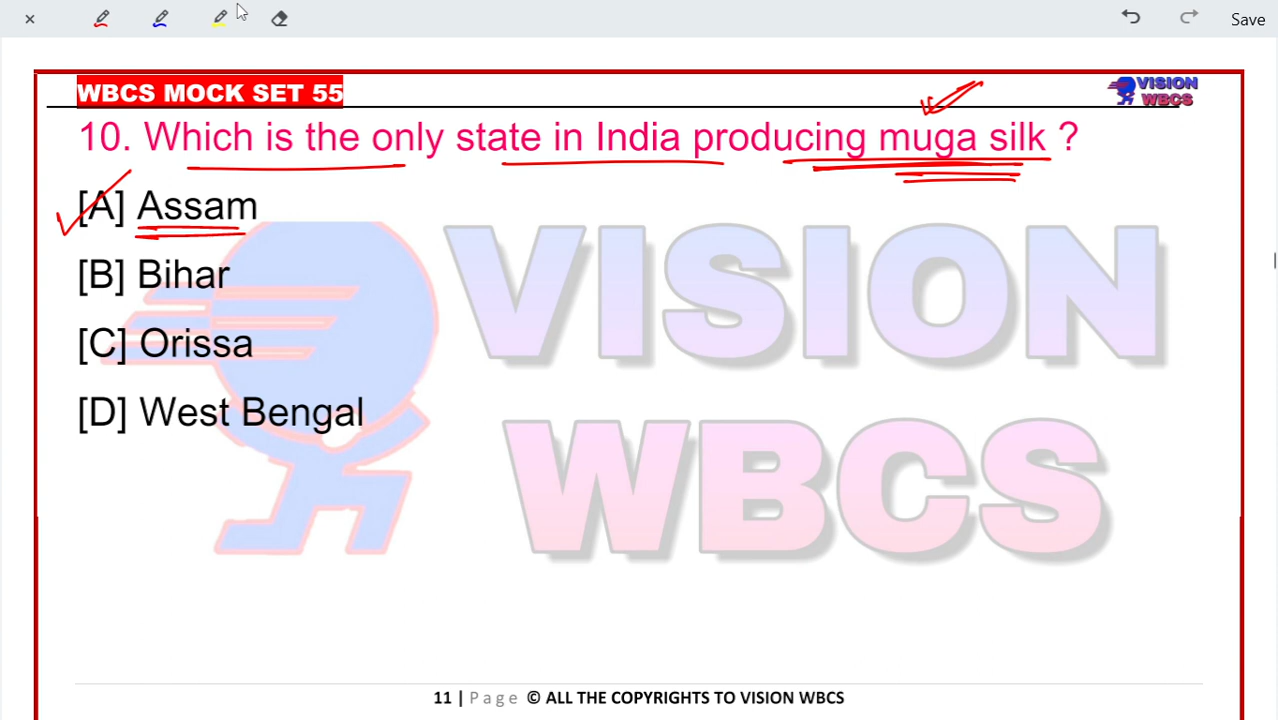 Save
WBCS MOCK SET 55
VISION
WBCS
10. Which is the only state in India producing muga silk ?
[A] Assam
[B] Bihar
[C] Orissa
[D] West Bengal
VISION
WBCS
11 | Page © ALL THE COPYRIGHTS TO VISION WBCS